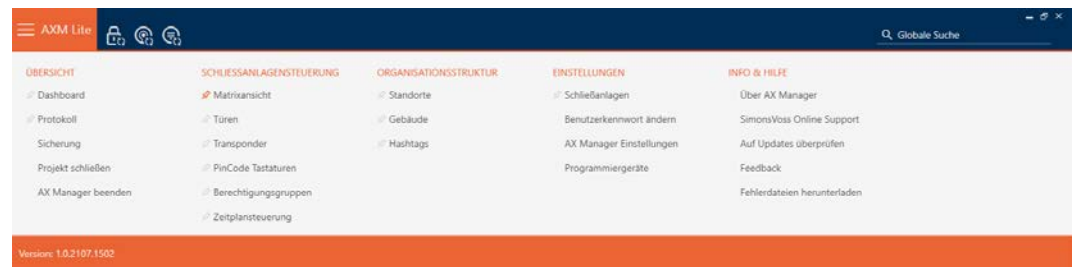 AXM Lite
Globale Suche
ÜBERSICHT
Dashboard
Protokoll
Sicherung
Projekt schließen
AX Manager beenden
SCHLIESSANLAGENSTEUERUNG
Matrixansicht
Türen
Transponder
PinCode Tastaturen
Berechtigungsgruppen
Zeitplansteuerung
ORGANISATIONSSTRUKTUR
Standorte
Gebäude
Hashtags
EINSTELLUNGEN
Schließanlagen
Benutzerkennwort ändern
AX Manager Einstellungen
Programmiergeräte
INFO & HILFE
Über AX Manager
SimonsVoss Online Support
Auf Updates überprüfen
Feedback
Fehlerdateien herunterladen
Version: 1.0.2107.1502